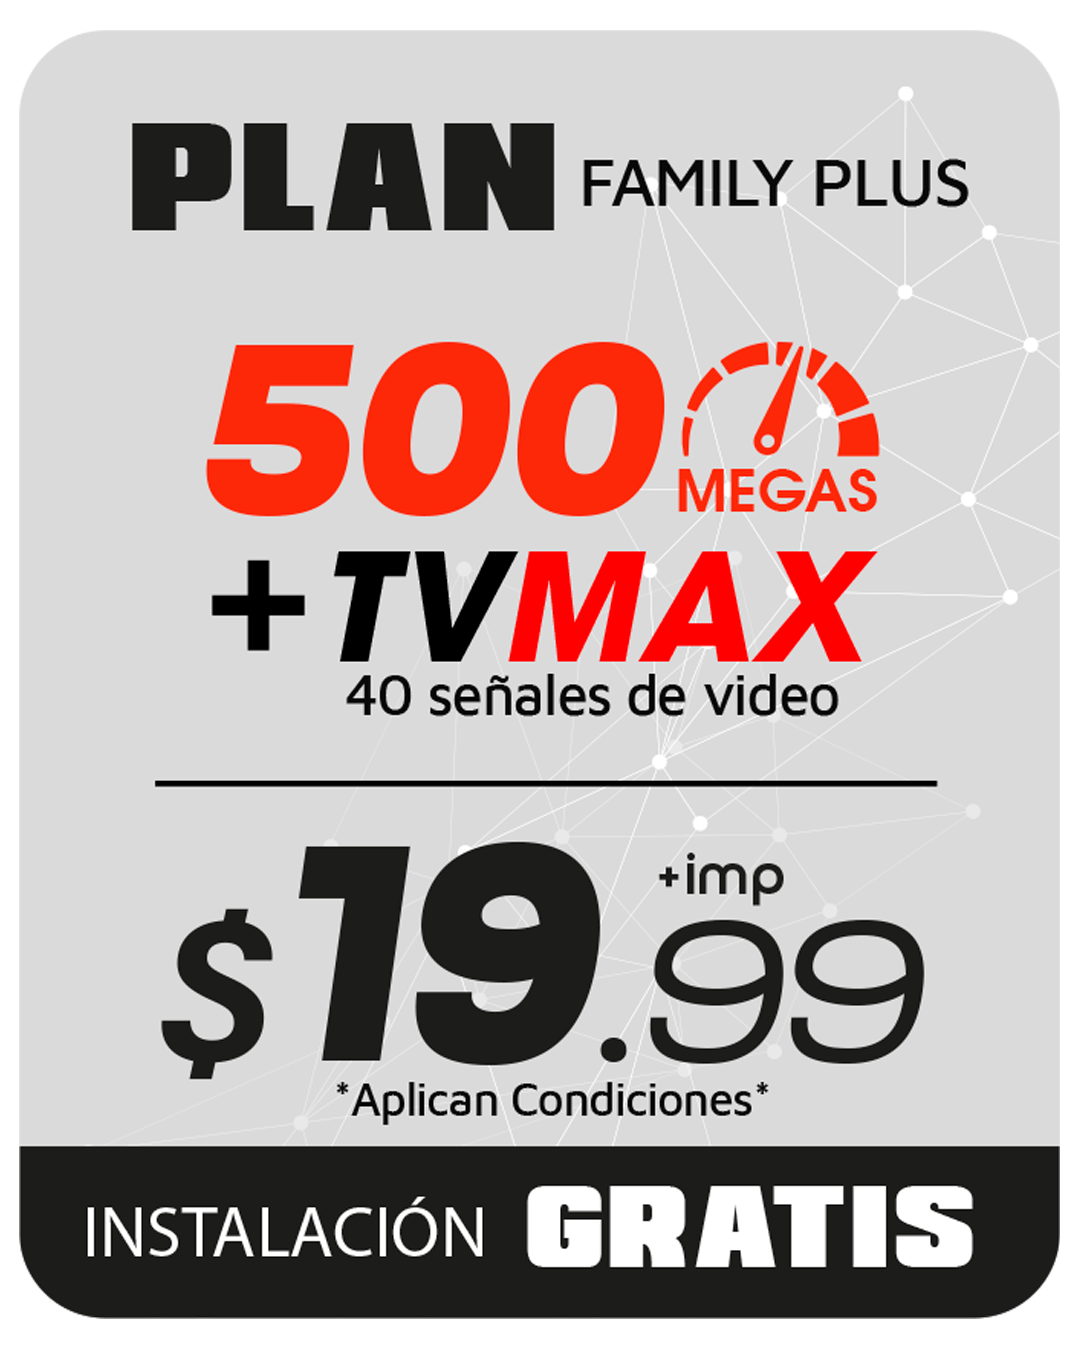 PLAN FAMILY PLUS
500 MEGAS
+TVMAX
40 señales de video
$19.99 +imp
*Aplican Condiciones*
INSTALACIÓN GRATIS